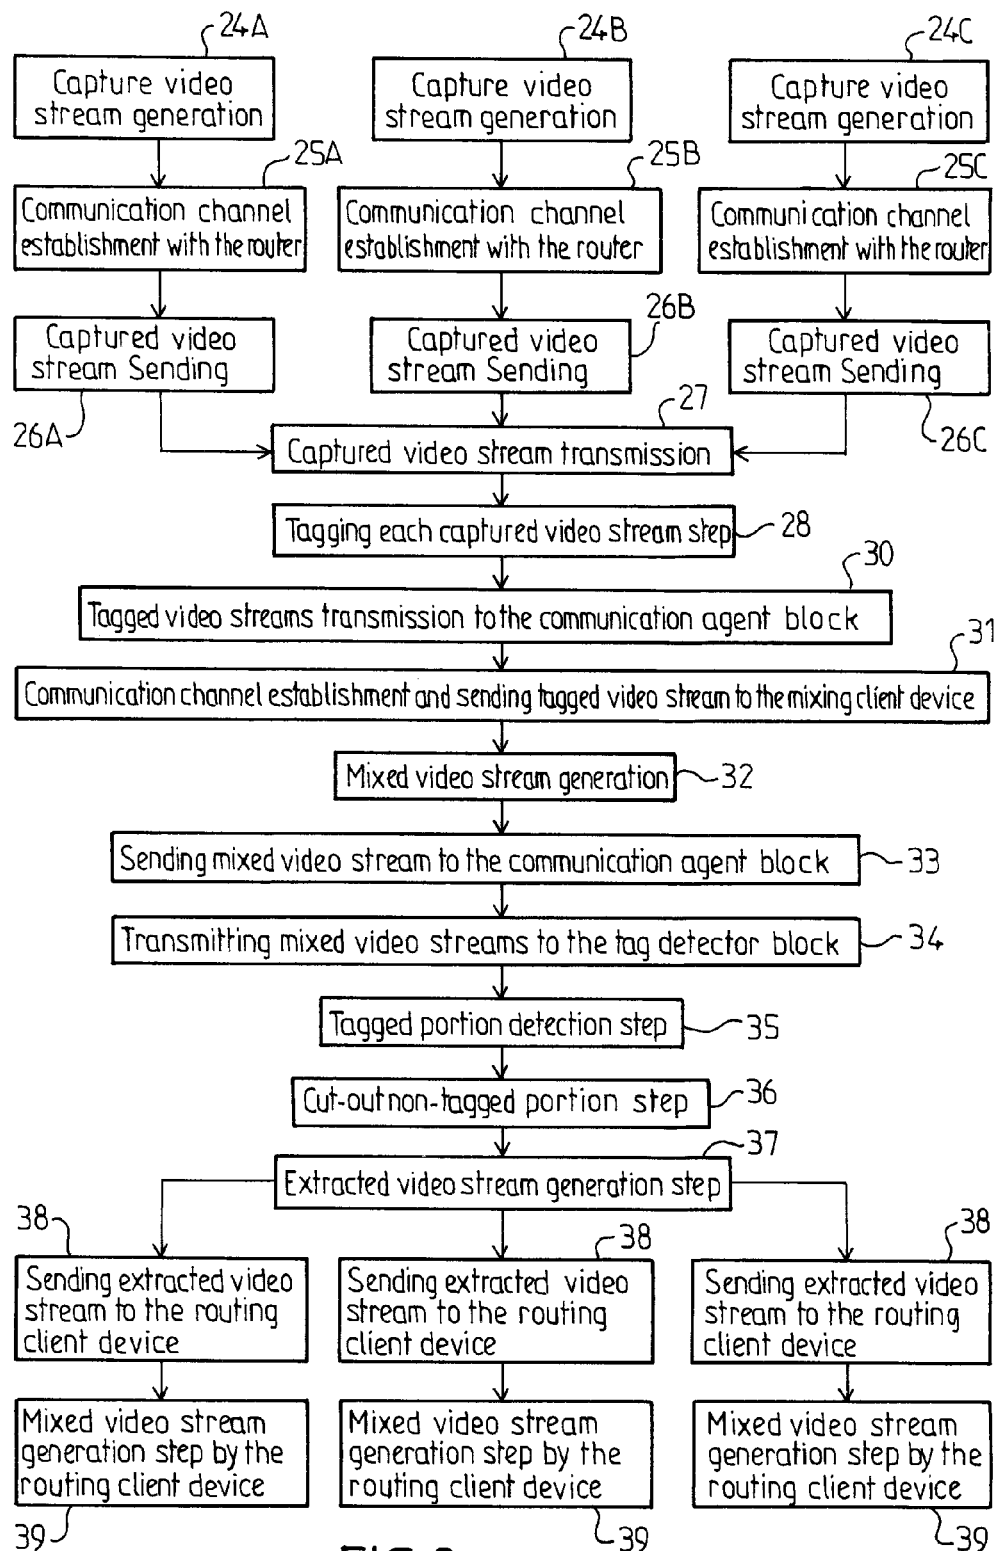 24A
24B
24C
Capture video
stream generation
Capture video
stream generation
Capture video
stream generation
25A
25B
25C
Communication channel
establishment with the router
Communication channel
establishment with the router
Communication channel
establishment with the router
Captured video
stream Sending
Captured video
stream Sending
Captured video
stream Sending
26A
26B
26C
27
Captured video stream transmission
Tagging each captured video stream step
28
30
Tagged video streams transmission to the communication agent block
31
Communication channel establishment and sending tagged video stream to the mixing client device
Mixed video stream generation
32
Sending mixed video stream to the communication agent block
33
Transmitting mixed video streams to the tag detector block
34
Tagged portion detection step
35
Cut-out non-tagged portion step
36
37
Extracted video stream generation step
38
38
38
Sending extracted video
stream to the routing
client device
Sending extracted video
stream to the routing
client device
Sending extracted video
stream to the routing
client device
Mixed video stream
generation step by the
routing client device
Mixed video stream
generation step by the
routing client device
Mixed video stream
generation step by the
routing client device
39
39
39